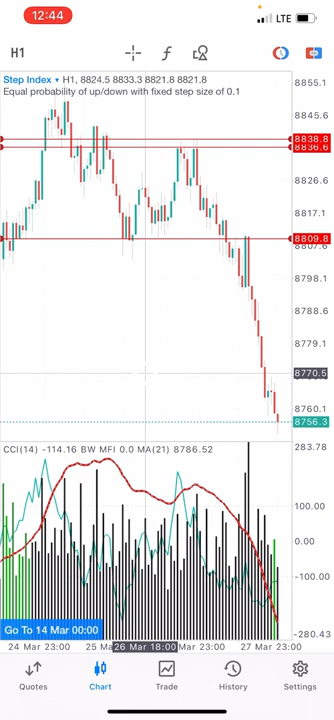 12:44
LTE
H1
f
Step Index ▾ H1, 8824.5 8833.3 8821.8 8821.8
Equal probability of up/down with fixed step size of 0.1
8855.1
8838.8
8836.6
8826.6
8817.1
8809.8
8798.1
8788.6
8779.1
8770.5
8760.1
8756.3
CCI(14) -114.16 BW MFI 0.0 MA(21) 8786.52
283.78
100.00
0.00
-100.00
-280.43
Go To 14 Mar 00:00
24 Mar 23:00
25 M
26 Mar 18:00
Mar 23:00
27 Mar 23:00
Quotes
Chart
Trade
History
Settings